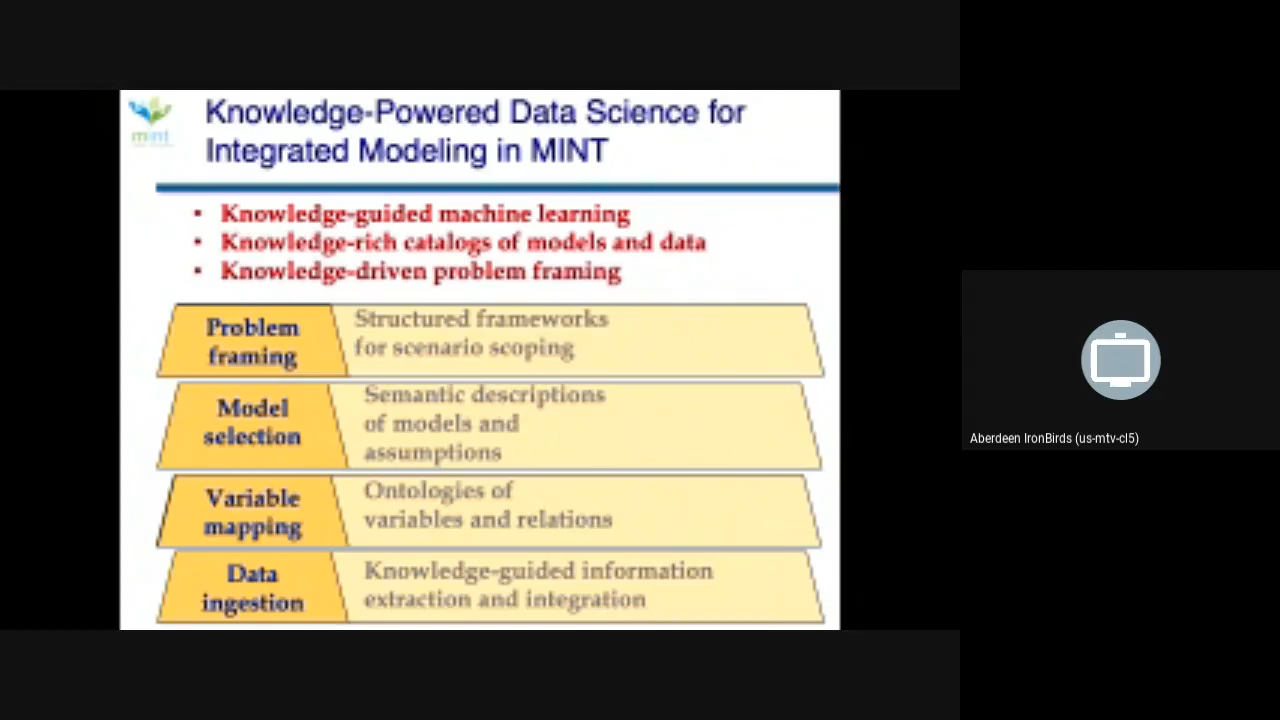 mint
Knowledge-Powered Data Science for
Integrated Modeling in MINT
• Knowledge-guided machine learning
• Knowledge-rich catalogs of models and data
• Knowledge-driven problem framing
Problem
framing
Structured frameworks
for scenario scoping
Model
selection
Semantic descriptions
of models and
assumptions
Variable
mapping
Ontologies of
variables and relations
Data
ingestion
Knowledge-guided information
extraction and integration
Aberdeen IronBirds (us-mtv-cl5)